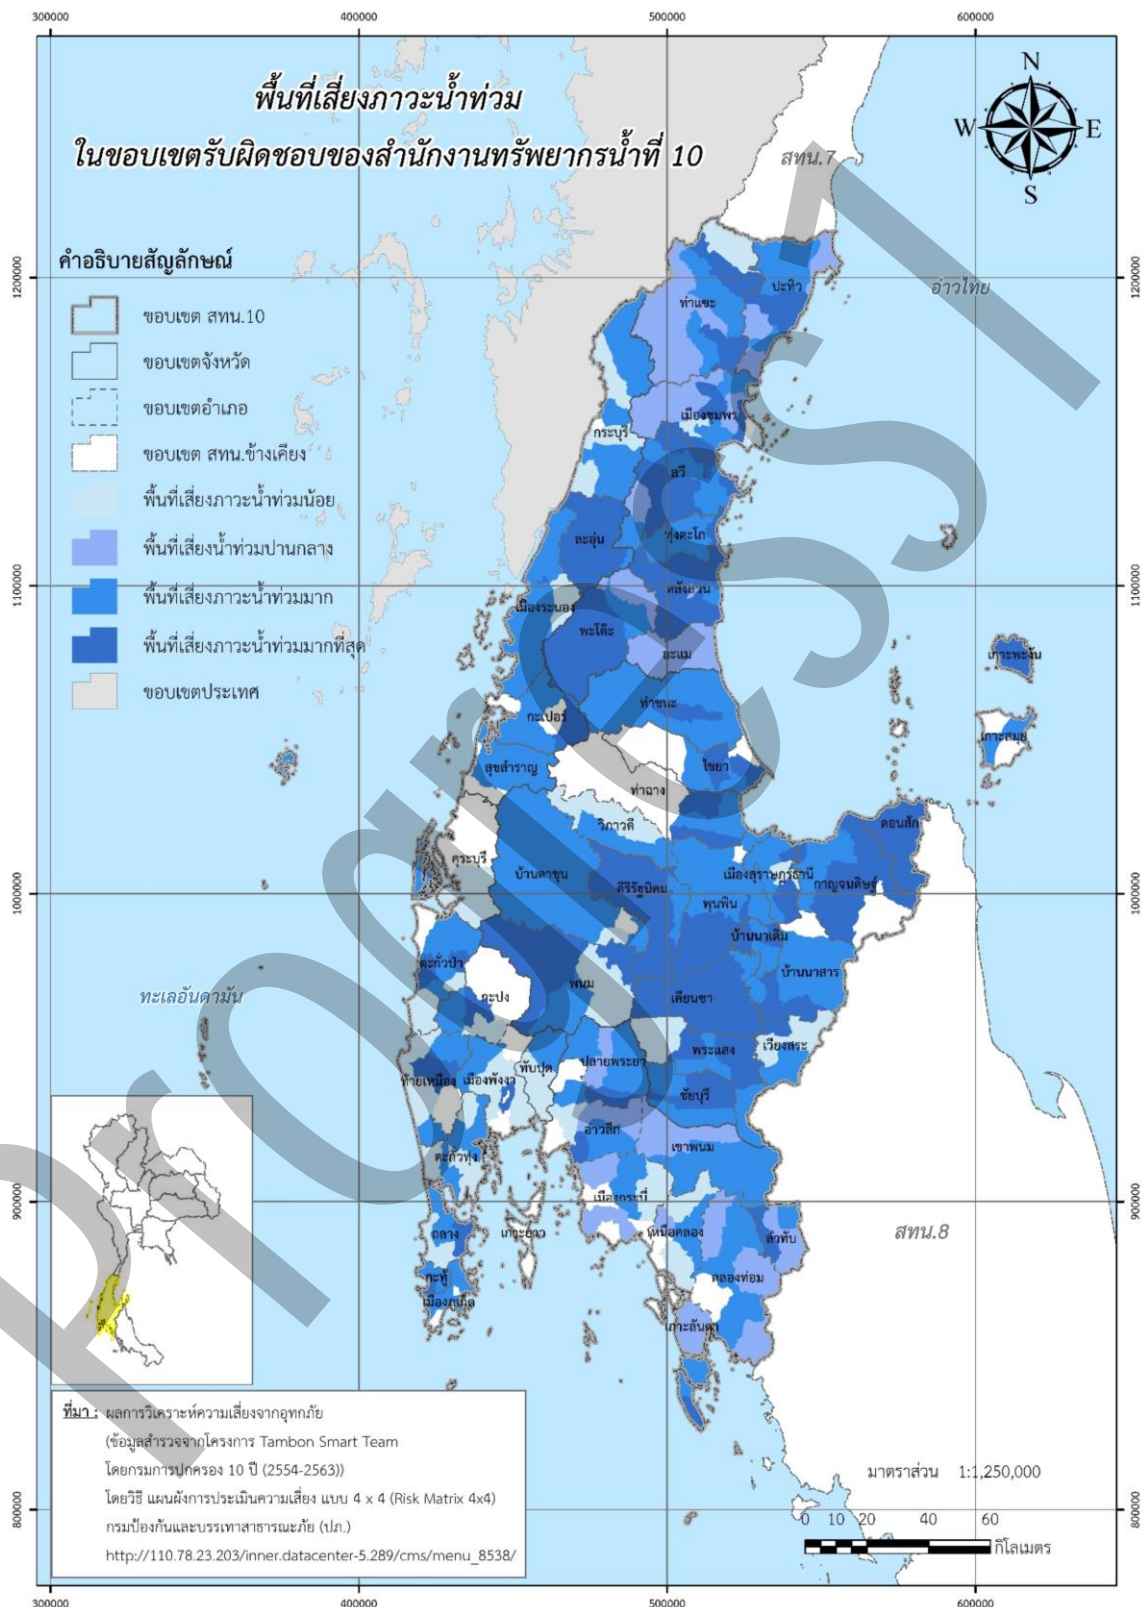 300000 400000 500000 600000
พื้นที่เสี่ยงภาวะน้ำท่วม
ในขอบเขตรับผิดชอบของสำนักงานทรัพยากรน้ำที่ 10
N
W E
S
สทน.7
คำอธิบายสัญลักษณ์
ขอบเขต สทน.10
ขอบเขตจังหวัด
ขอบเขตอำเภอ
ขอบเขต สทน.ข้างเคียง
พื้นที่เสี่ยงภาวะน้ำท่วมน้อย
พื้นที่เสี่ยงน้ำท่วมปานกลาง
พื้นที่เสี่ยงภาวะน้ำท่วมมาก
พื้นที่เสี่ยงภาวะน้ำท่วมมากที่สุด
ขอบเขตประเทศ
1200000 1200000
1100000 1100000
1000000 1000000
900000 900000
800000 800000
อ่าวไทย
ปะทิว
ท่าแซะ
เมืองชุมพร
กระบุรี
สวี
ทุ่งตะโก
ละอุ่น
หลังสวน
เมืองระนอง
พะโต๊ะ
ละแม
เกาะพะงัน
ท่าชนะ
กะเปอร์
เกาะสมุย
สุขสำราญ
ไชยา
ท่าฉาง
ดอนสัก
วิภาวดี
คุระบุรี
บ้านตาขุน
คีรีรัฐนิคม
เมืองสุราษฎร์ธานี
กาญจนดิษฐ์
พุนพิน
บ้านนาเดิม
ตะกั่วป่า
บ้านนาสาร
พนม
กะปง
เคียนซา
ทะเลอันดามัน
เวียงสระ
พระแสง
ปลายพระยา
ทับปุด
ท้ายเหมือง
เมืองพังงา
ชัยบุรี
อ่าวลึก
เขาพนม
ตะกั่วทุ่ง
เมืองกระบี่
ถลาง
เกาะยาว
เหนือคลอง
ลำทับ
สทน.8
กะทู้
คลองท่อม
เมืองภูเก็ต
เกาะลันตา
ที่มา : ผลการวิเคราะห์ความเสี่ยงจากอุทกภัย
(ข้อมูลสำรวจจากโครงการ Tambon Smart Team
โดยกรมการปกครอง 10 ปี (2554-2563))
โดยวิธี แผนผังการประเมินความเสี่ยง แบบ 4 x 4 (Risk Matrix 4x4)
กรมป้องกันและบรรเทาสาธารณะภัย (ปภ.)
http://110.78.23.203/inner.datacenter-5.289/cms/menu_8538/
มาตราส่วน 1:1,250,000
0 10 20 40 60
กิโลเมตร
300000 400000 500000 600000